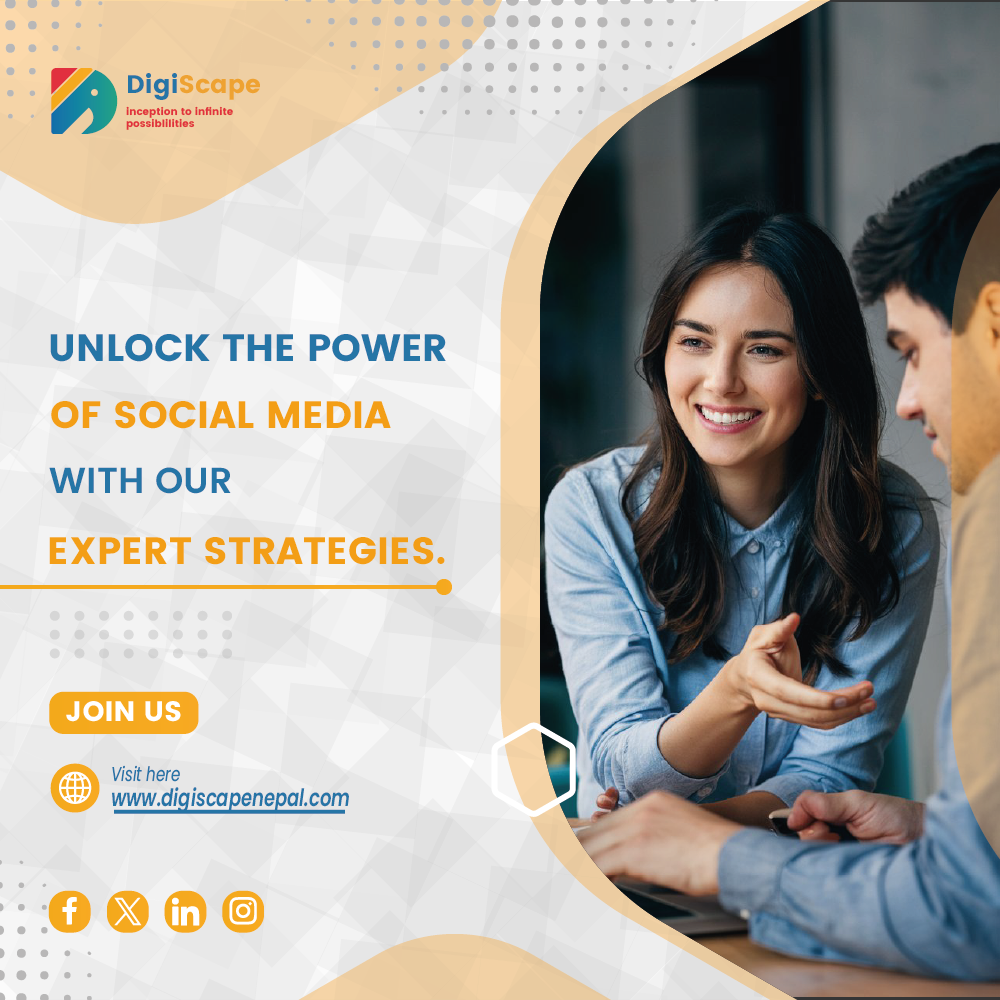 DigiScape
inception to infinite
possibilities
UNLOCK THE POWER
OF SOCIAL MEDIA
WITH OUR
EXPERT STRATEGIES.
JOIN US
Visit here
www.digiscapenepal.com